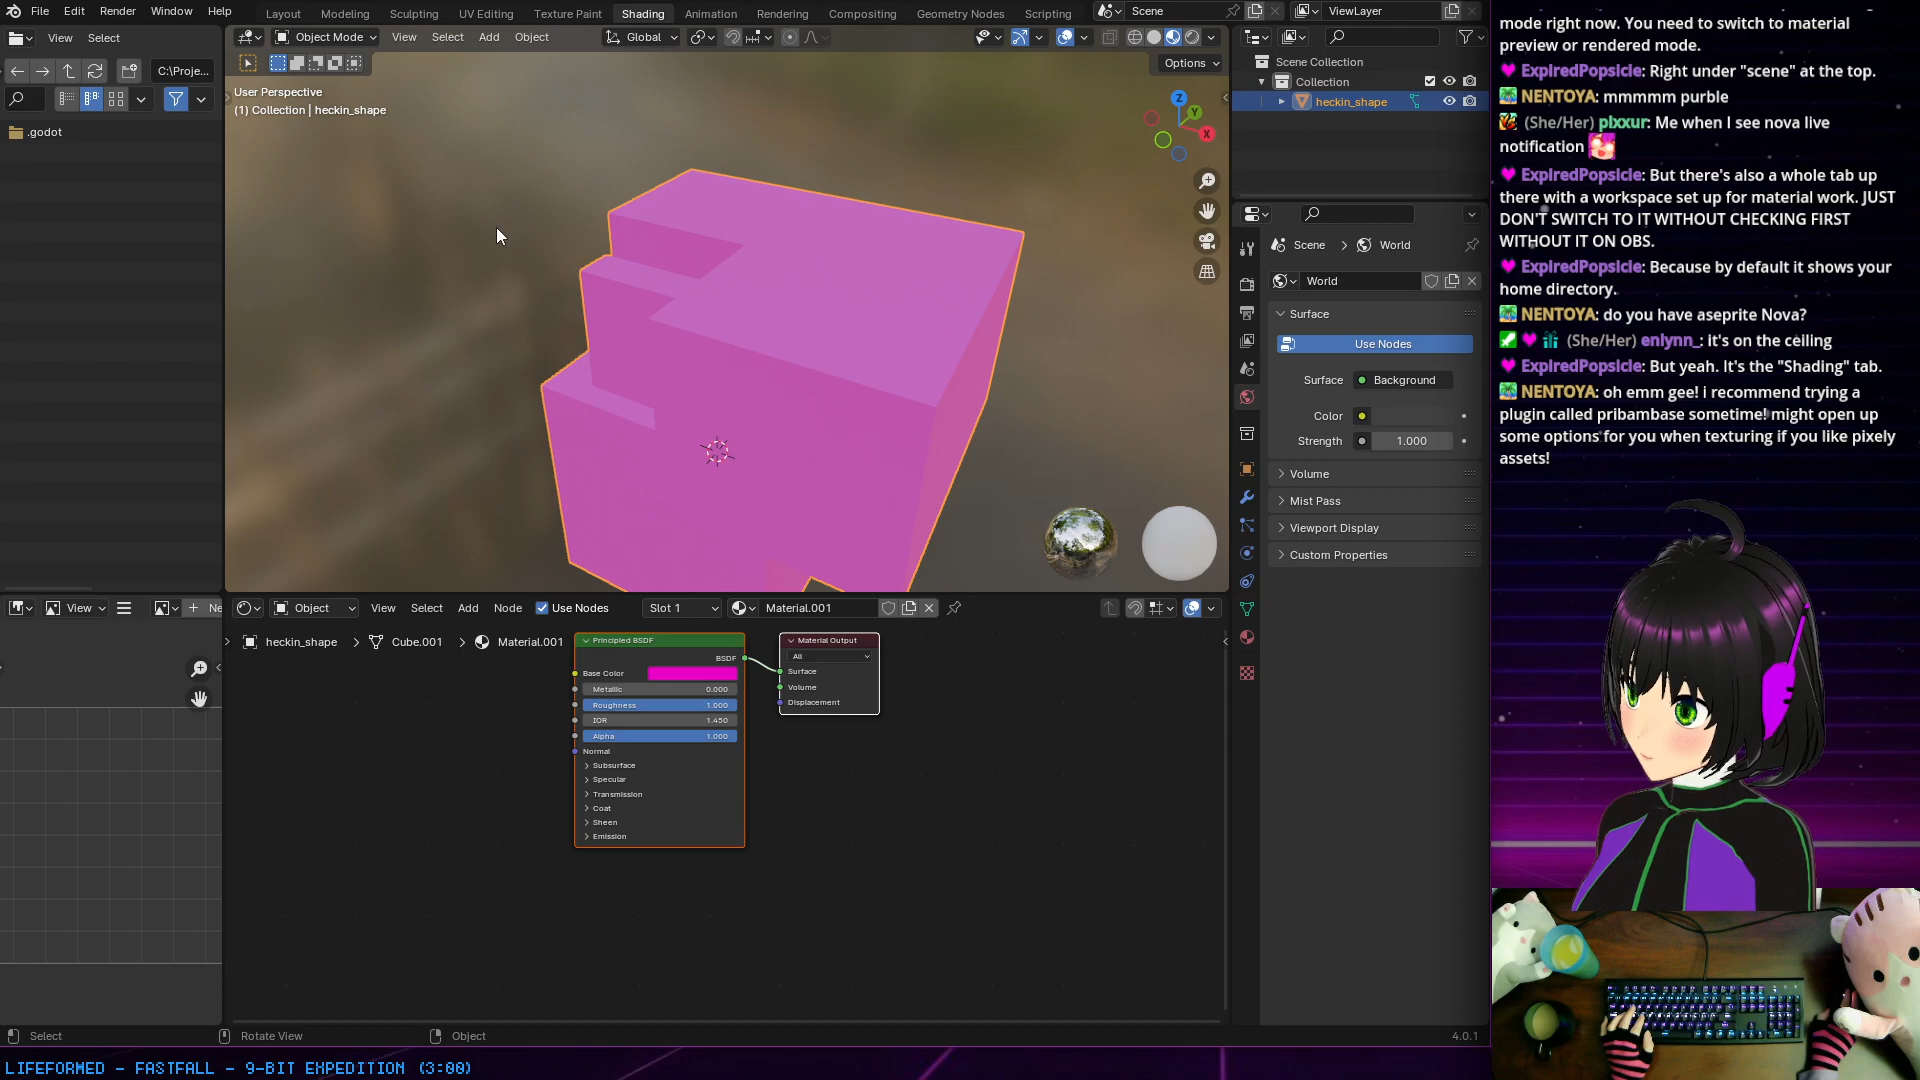 File Edit Render Window Help
Layout Modeling Sculpting UV Editing Texture Paint Shading Animation Rendering Compositing Geometry Nodes Scripting
Scene
ViewLayer
View Select
Object Mode View Select Add Object
Global
C:\Proje...
Options
.godot
User Perspective
(1) Collection | heckin_shape
Z
Y
X
Scene Collection
Collection
heckin_shape
Scene > World
World
Surface
Use Nodes
Surface Background
Color
Strength 1.000
Volume
Mist Pass
Viewport Display
Custom Properties
View
Ne
Object View Select Add Node Use Nodes Slot 1 Material.001
heckin_shape > Cube.001 > Material.001
Principled BSDF
BSDF
Base Color
Metallic 0.000
Roughness 1.000
IOR 1.450
Alpha 1.000
Normal
Subsurface
Specular
Transmission
Coat
Sheen
Emission
Material Output
All
Surface
Volume
Displacement
Select
Rotate View
Object
4.0.1
mode right now. You need to switch to material
preview or rendered mode.
ExpiredPopsicle: Right under "scene" at the top.
NENTOYA: mmmmm purble
(She/Her) plxxur: Me when I see nova live
notification
ExpiredPopsicle: But there's also a whole tab up
there with a workspace set up for material work. JUST
DON'T SWITCH TO IT WITHOUT CHECKING FIRST
WITHOUT IT ON OBS.
ExpiredPopsicle: Because by default it shows your
home directory.
NENTOYA: do you have aseprite Nova?
(She/Her) enlynn_: it's on the ceiling
ExpiredPopsicle: But yeah. It's the "Shading" tab.
NENTOYA: oh emm gee! i recommend trying a
plugin called pribambase sometime! might open up
some options for you when texturing if you like pixely
assets!
LIFEFORMED - FASTFALL - 9-BIT EXPEDITION (3:00)